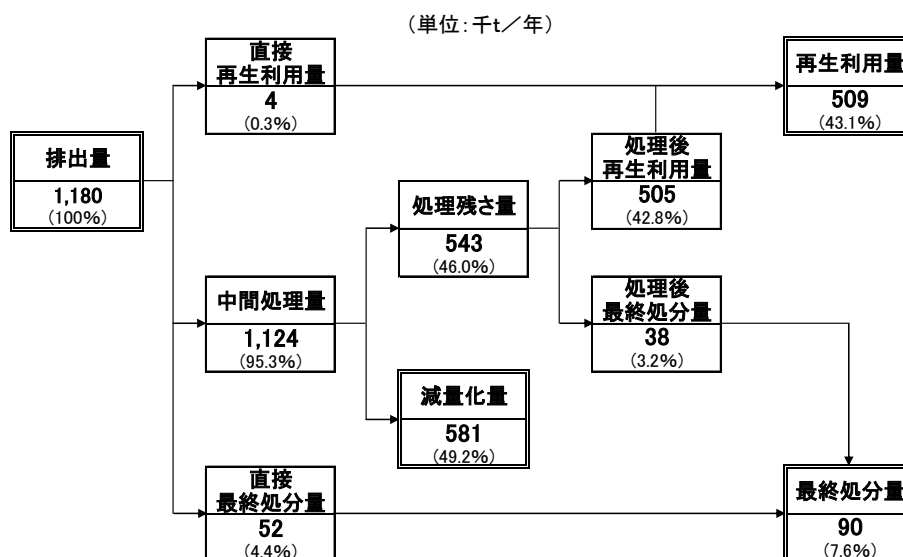 (単位:千t/年)
直接
再生利用量
4
(0.3%)
再生利用量
509
(43.1%)
排出量
1,180
(100%)
処理後
再生利用量
505
(42.8%)
処理残さ量
543
(46.0%)
中間処理量
1,124
(95.3%)
処理後
最終処分量
38
(3.2%)
減量化量
581
(49.2%)
直接
最終処分量
52
(4.4%)
最終処分量
90
(7.6%)